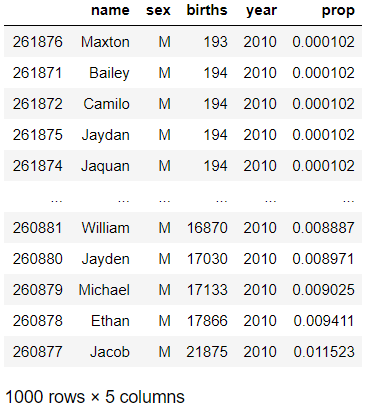 name sex births year prop
261876 Maxton M 193 2010 0.000102
261871 Bailey M 194 2010 0.000102
261872 Camilo M 194 2010 0.000102
261875 Jaydan M 194 2010 0.000102
261874 Jaquan M 194 2010 0.000102
... ... ... ... ... ...
260881 William M 16870 2010 0.008887
260880 Jayden M 17030 2010 0.008971
260879 Michael M 17133 2010 0.009025
260878 Ethan M 17866 2010 0.009411
260877 Jacob M 21875 2010 0.011523
1000 rows × 5 columns